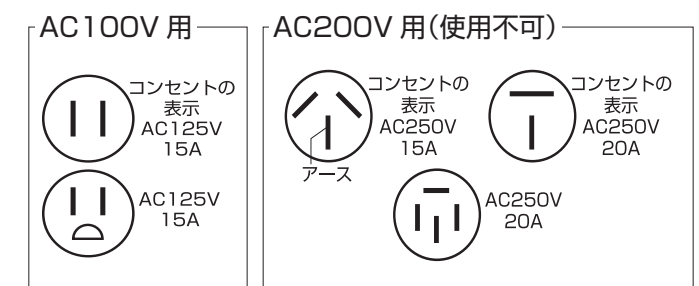 AC100V 用
コンセントの
表示
AC125V
15A
AC125V
15A
AC200V 用(使用不可)
コンセントの
表示
AC250V
15A
アース
コンセントの
表示
AC250V
20A
AC250V
20A